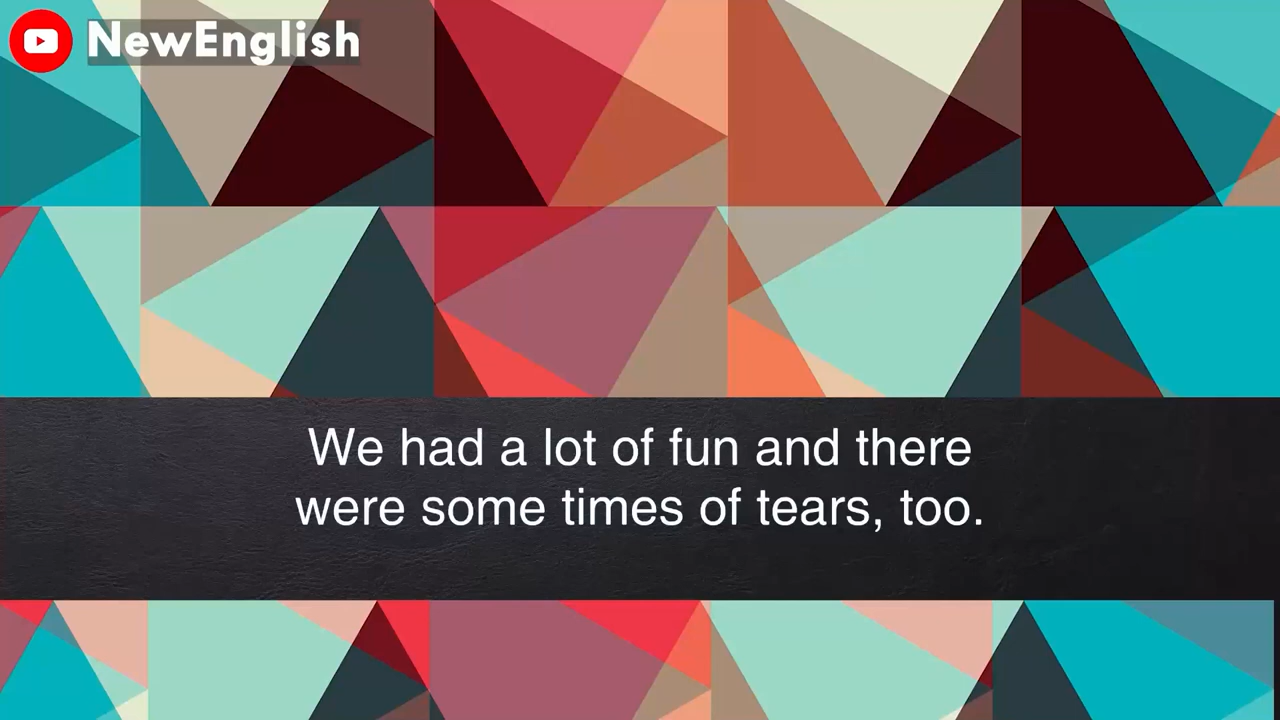 NewEnglish
We had a lot of fun and there
were some times of tears, too.